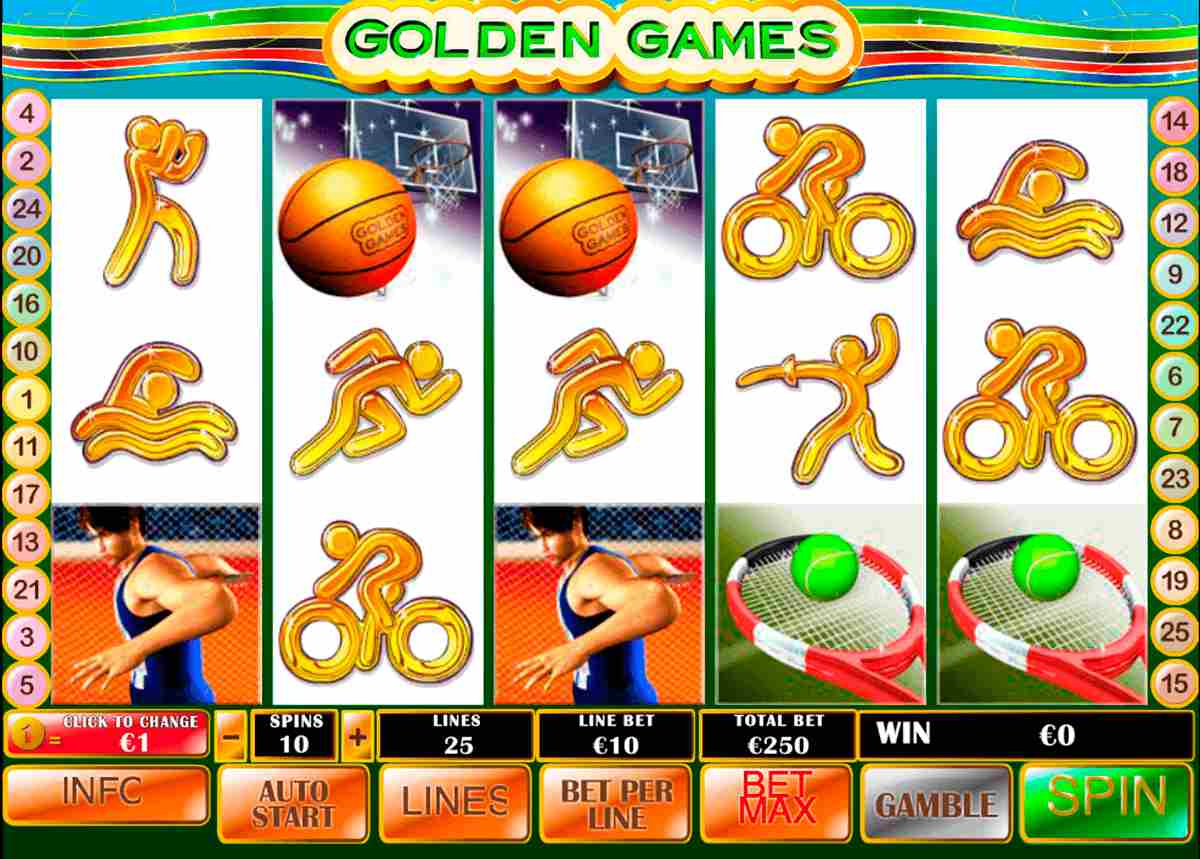 GOLDEN GAMES
4
2
24
20
16
10
1
11
17
13
21
3
5
GOLDEN
GAMES
GOLDEN
GAMES
14
18
12
9
22
6
7
23
8
19
25
15
1 = CLICK TO CHANGE
€1
− SPINS +
10
LINES
25
LINE BET
€10
TOTAL BET
€250
WIN €0
INFC
AUTO
START
LINES
BET PER
LINE
BET
MAX
GAMBLE
SPIN